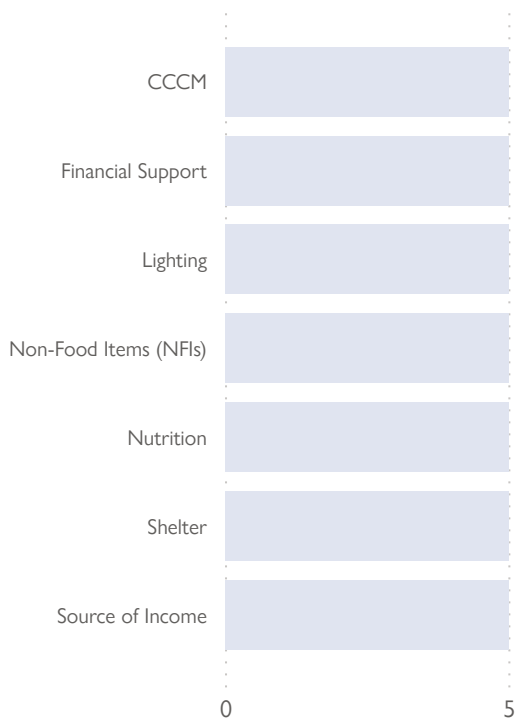 CCCM
Financial Support
Lighting
Non-Food Items (NFIs)
Nutrition
Shelter
Source of Income
0 5